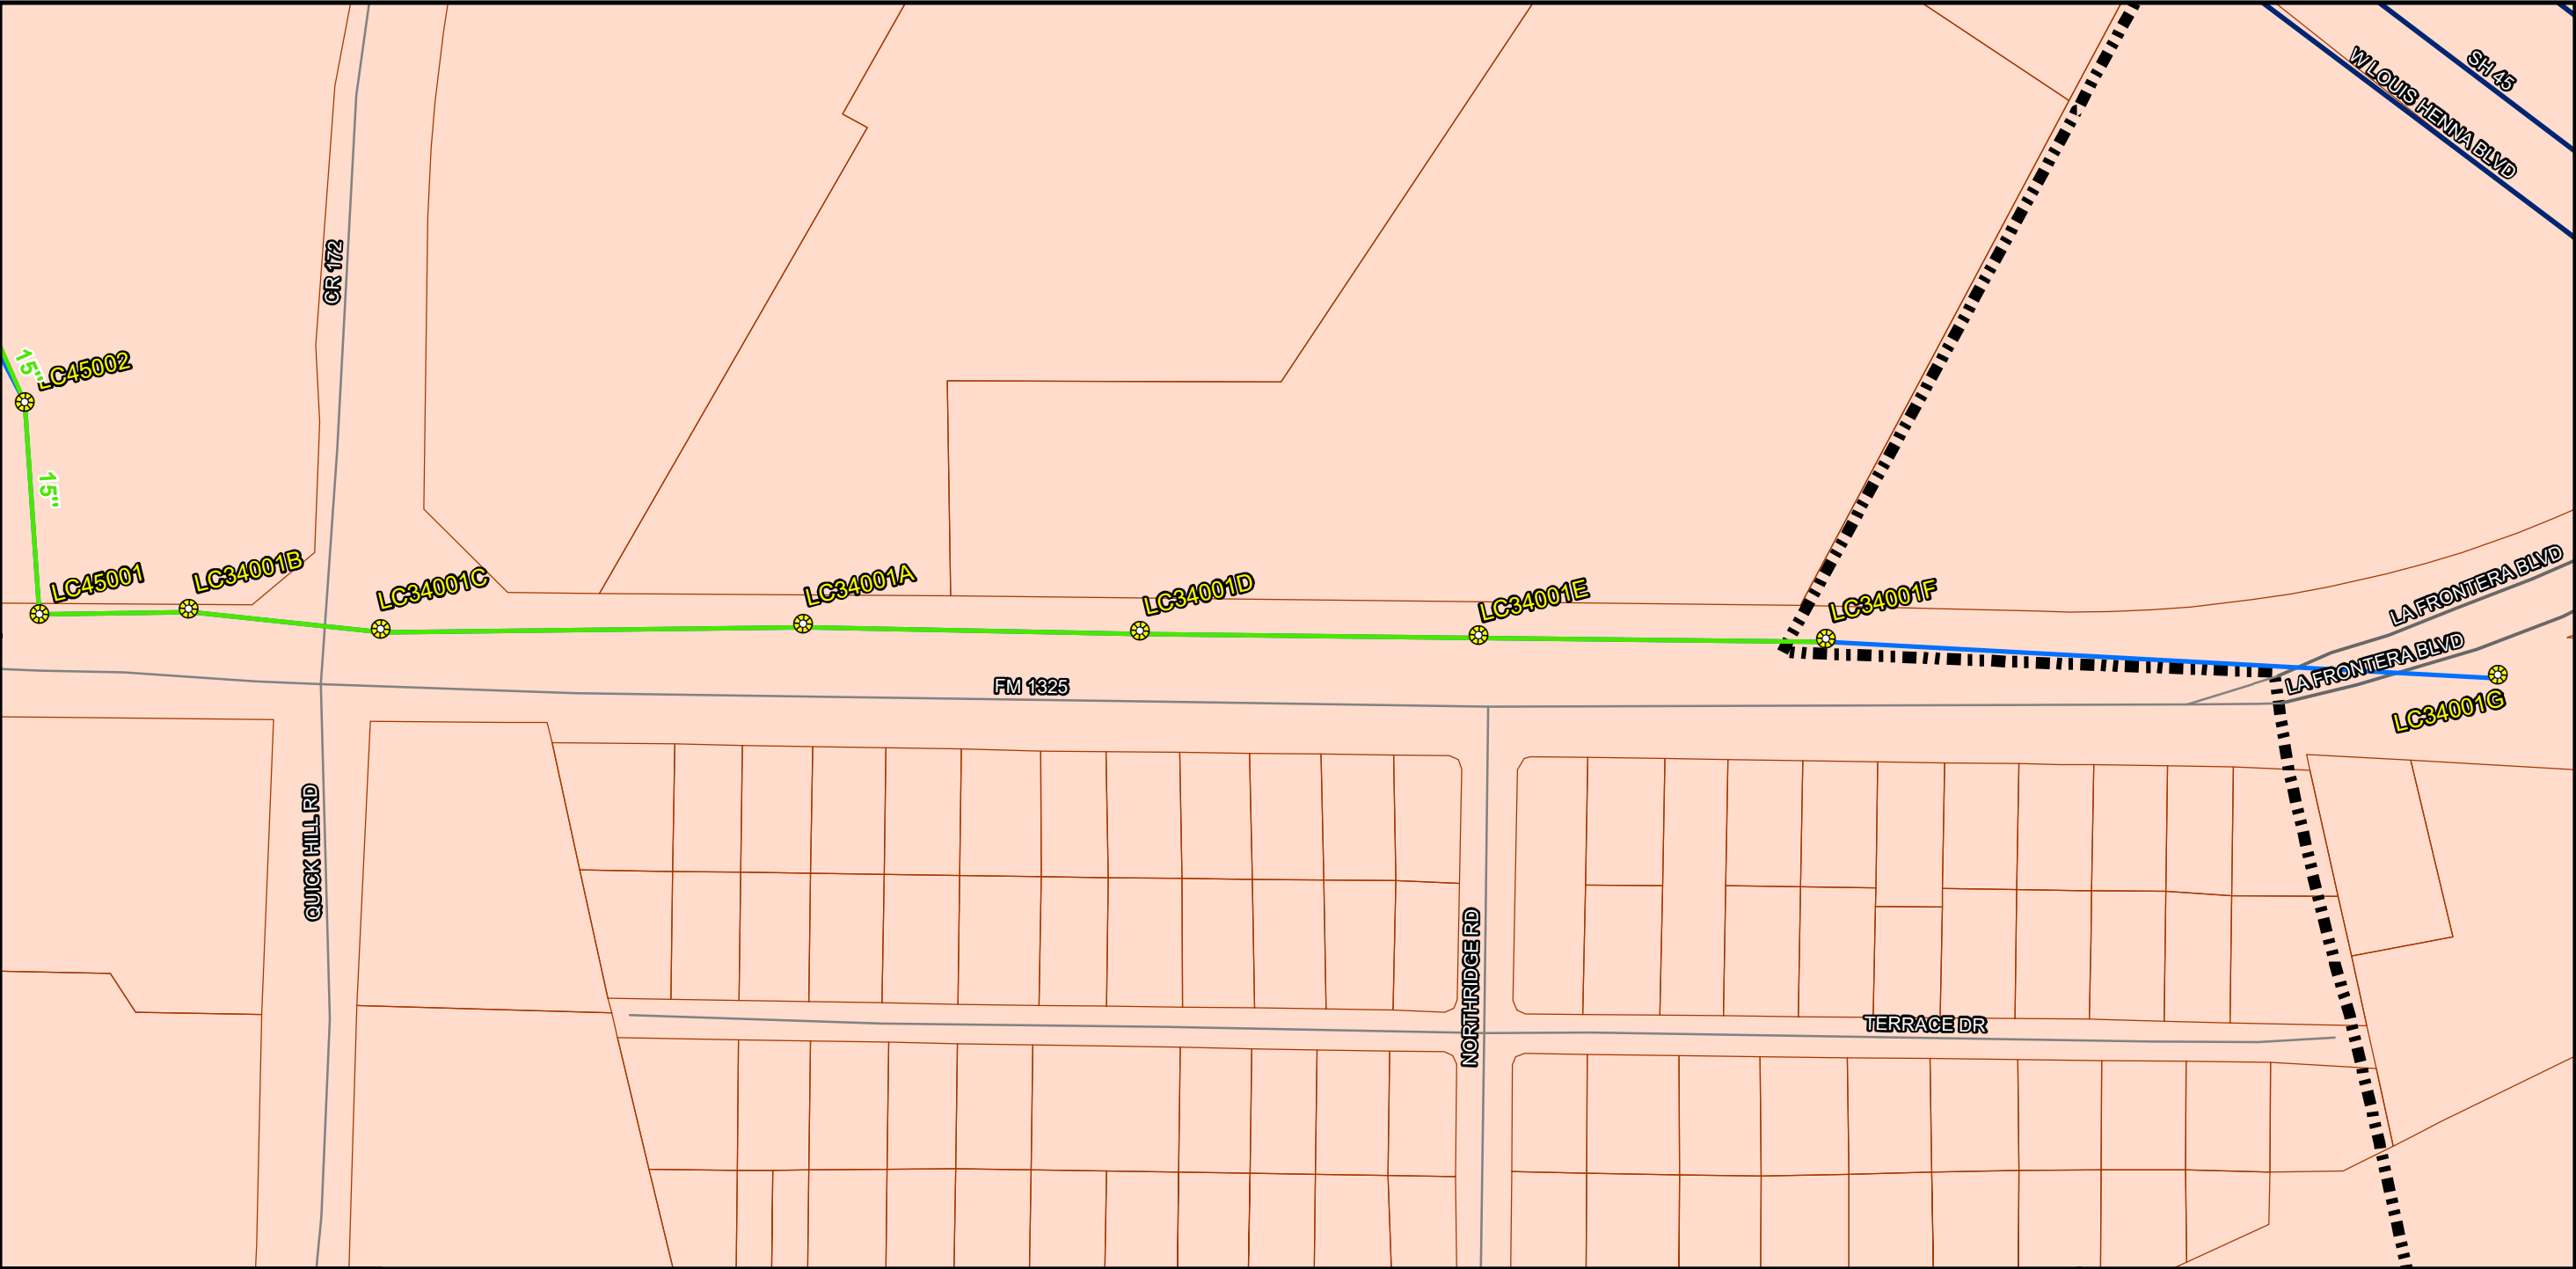 SH 45
W LOUIS HENNA BLVD
CR 172
15"
LC45002
15"
LC45001
LC34001B
LC34001C
LC34001A
LC34001D
LC34001E
LC34001F
LA FRONTERA BLVD
LA FRONTERA BLVD
LC34001G
FM 1325
QUICK HILL RD
NORTHRIDGE RD
TERRACE DR